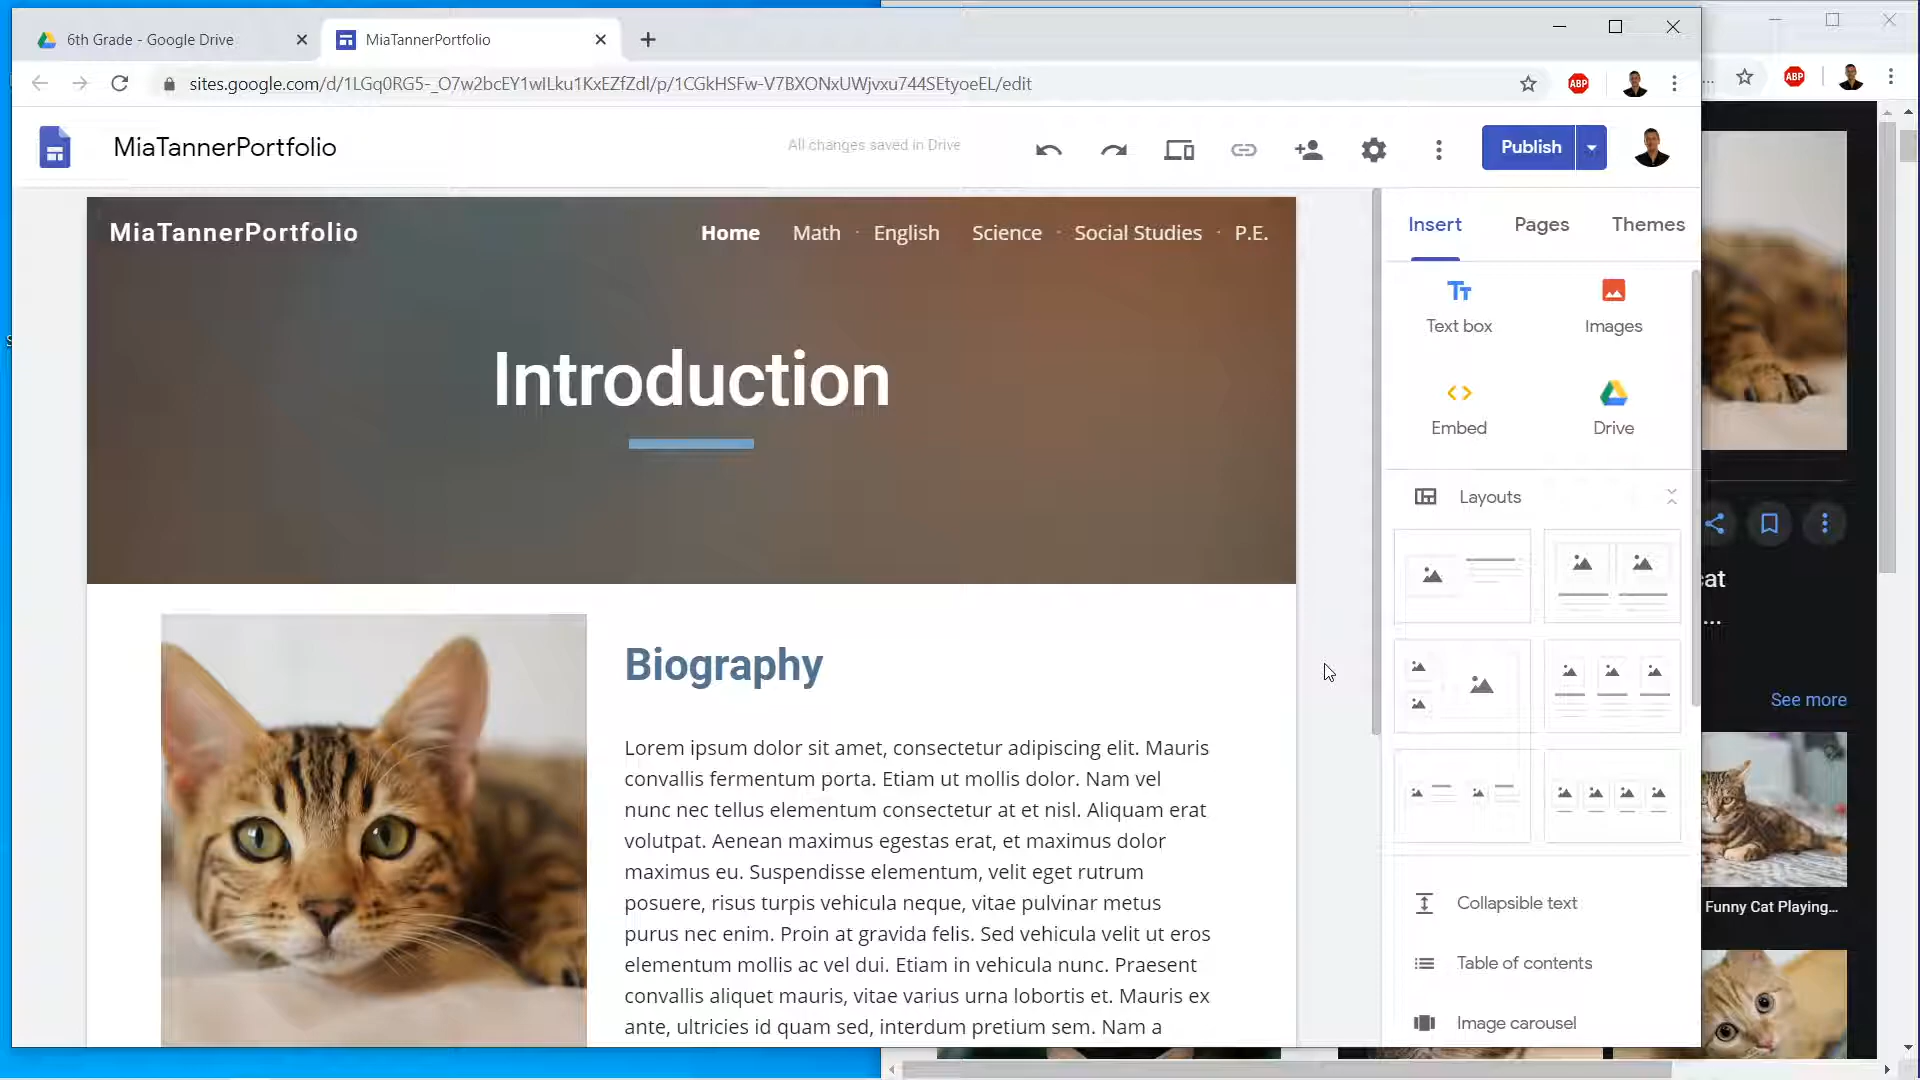 6th Grade - Google Drive
MiaTannerPortfolio
sites.google.com/d/1LGq0RG5-_O7w2bcEY1wILku1KxEZfZdl/p/1CGkHSFw-V7BXONxUWjvxu744SEtyoeEL/edit
ABP
...
ABP
MiaTannerPortfolio
All changes saved in Drive
Publish
MiaTannerPortfolio
Home
Math
English
Science
Social Studies
P.E.
Introduction
Biography
Lorem ipsum dolor sit amet, consectetur adipiscing elit. Mauris
convallis fermentum porta. Etiam ut mollis dolor. Nam vel
nunc nec tellus elementum consectetur at et nisl. Aliquam erat
volutpat. Aenean maximus egestas erat, et maximus dolor
maximus eu. Suspendisse elementum, velit eget rutrum
posuere, risus turpis vehicula neque, vitae pulvinar metus
purus nec enim. Proin at gravida felis. Sed vehicula velit ut eros
elementum mollis ac vel dui. Etiam in vehicula nunc. Praesent
convallis aliquet mauris, vitae varius urna lobortis et. Mauris ex
ante, ultricies id quam sed, interdum pretium sem. Nam a
Insert
Pages
Themes
Text box
Images
Embed
Drive
Layouts
Collapsible text
Table of contents
Image carousel
cat
...
See more
Funny Cat Playing...